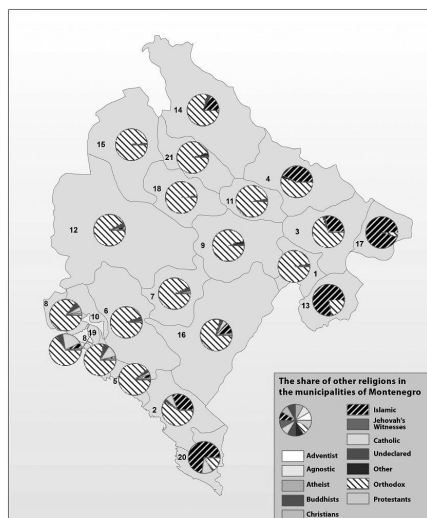 14
15
21
4
18
11
12
3
17
9
1
8
7
13
10
6
19
16
8
5
2
20
The share of other religions in
the municipalities of Montenegro
Islamic
Jehovah's
Witnesses
Catholic
Adventist
Undeclared
Agnostic
Other
Atheist
Orthodox
Buddhists
Protestants
Christians